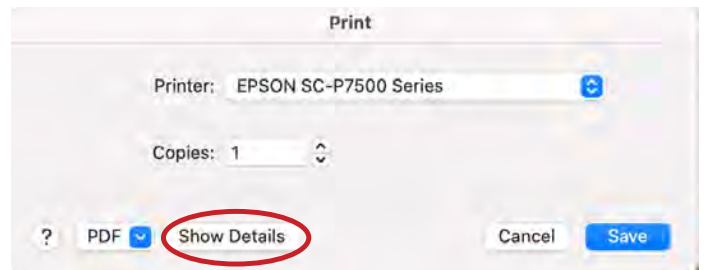 Print
Printer: EPSON SC-P7500 Series
Copies: 1
? PDF Show Details Cancel Save